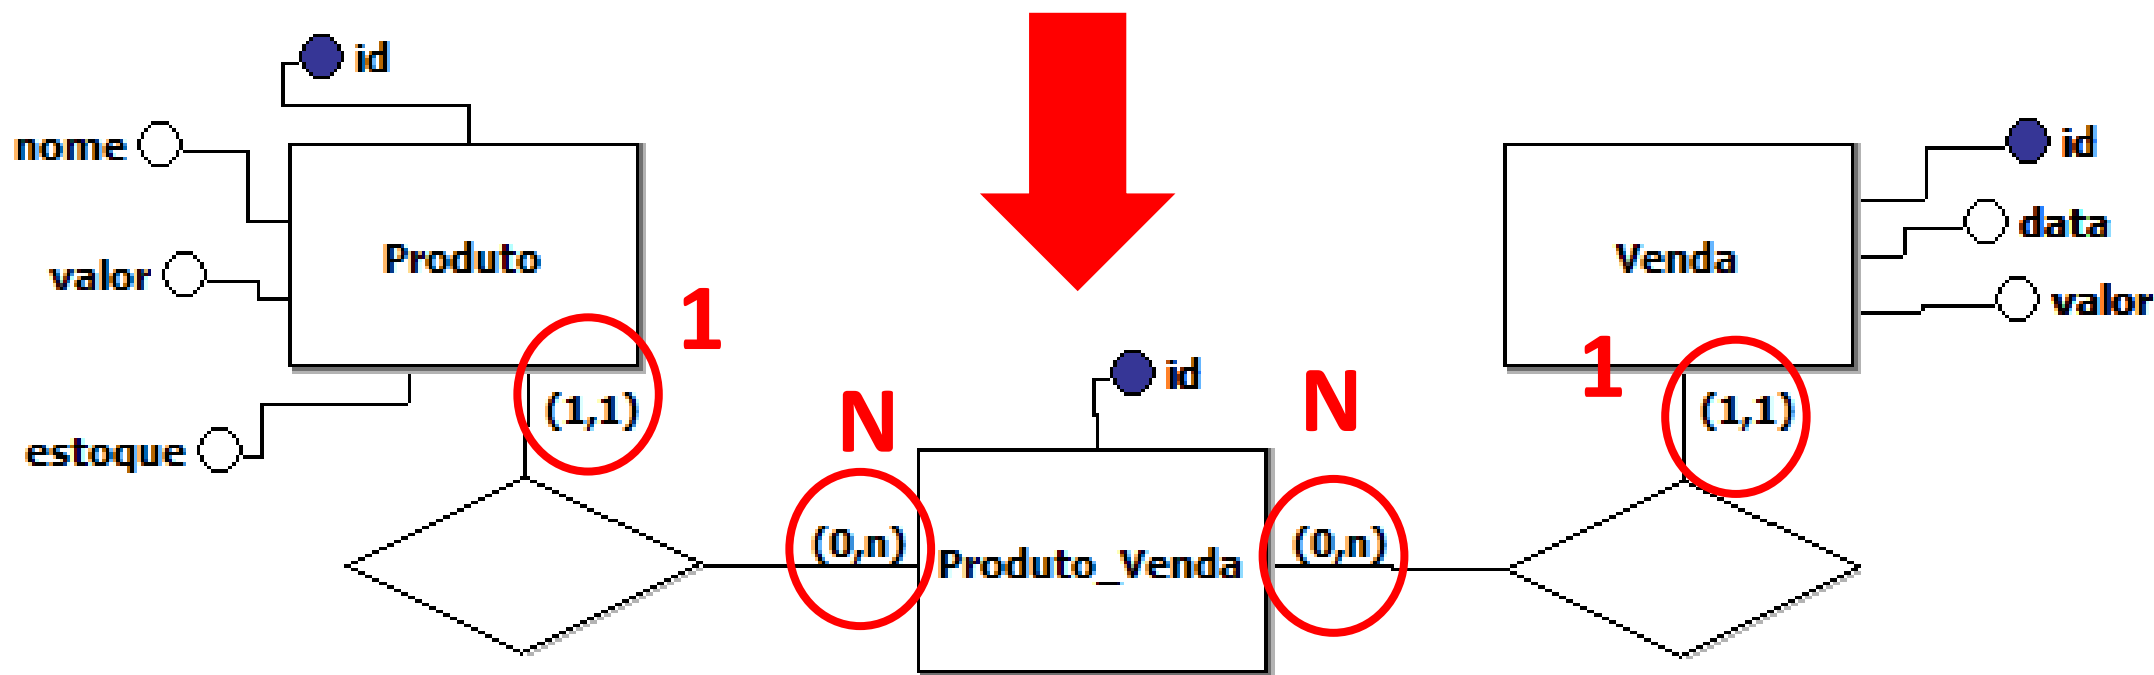 id
nome
id
data
Produto
Venda
valor
valor
1
1
id
N
N
(1,1)
(1,1)
estoque
(0,n)
(0,n)
Produto_Venda